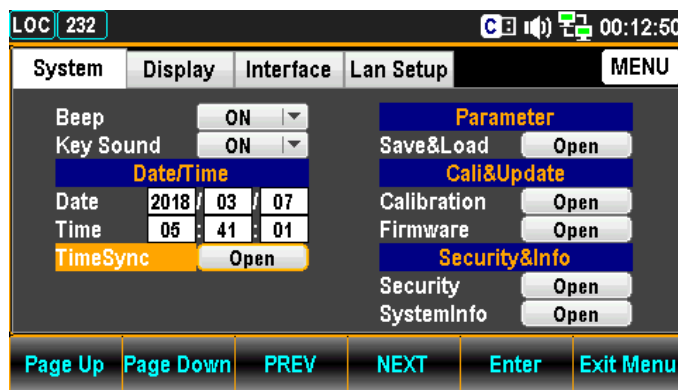 LOC 232 C 00:12:50
System Display Interface Lan Setup MENU
Beep ON
Key Sound ON
Date/Time
Date 2018 / 03 / 07
Time 05 : 41 : 01
TimeSync Open
Parameter
Save&Load Open
Cali&Update
Calibration Open
Firmware Open
Security&Info
Security Open
SystemInfo Open
Page Up Page Down PREV NEXT Enter Exit Menu